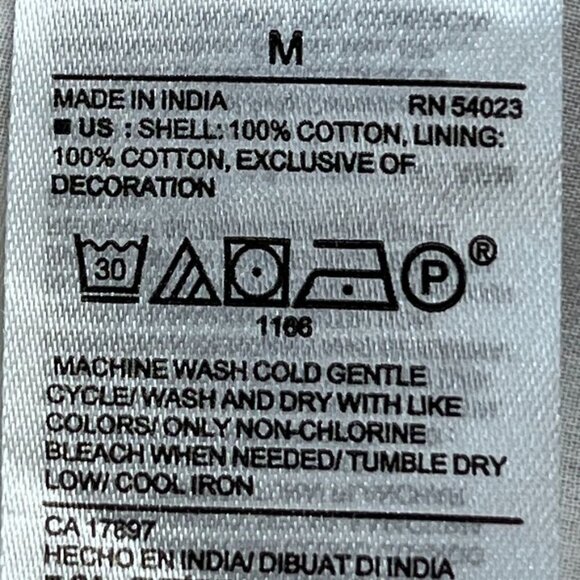 M
MADE IN INDIA RN 54023
■ US : SHELL: 100% COTTON, LINING:
100% COTTON, EXCLUSIVE OF
DECORATION
30 P ®
1166
MACHINE WASH COLD GENTLE
CYCLE/ WASH AND DRY WITH LIKE
COLORS/ ONLY NON-CHLORINE
BLEACH WHEN NEEDED/ TUMBLE DRY
LOW/ COOL IRON
CA 17897
HECHO EN INDIA/ DIBUAT DI INDIA